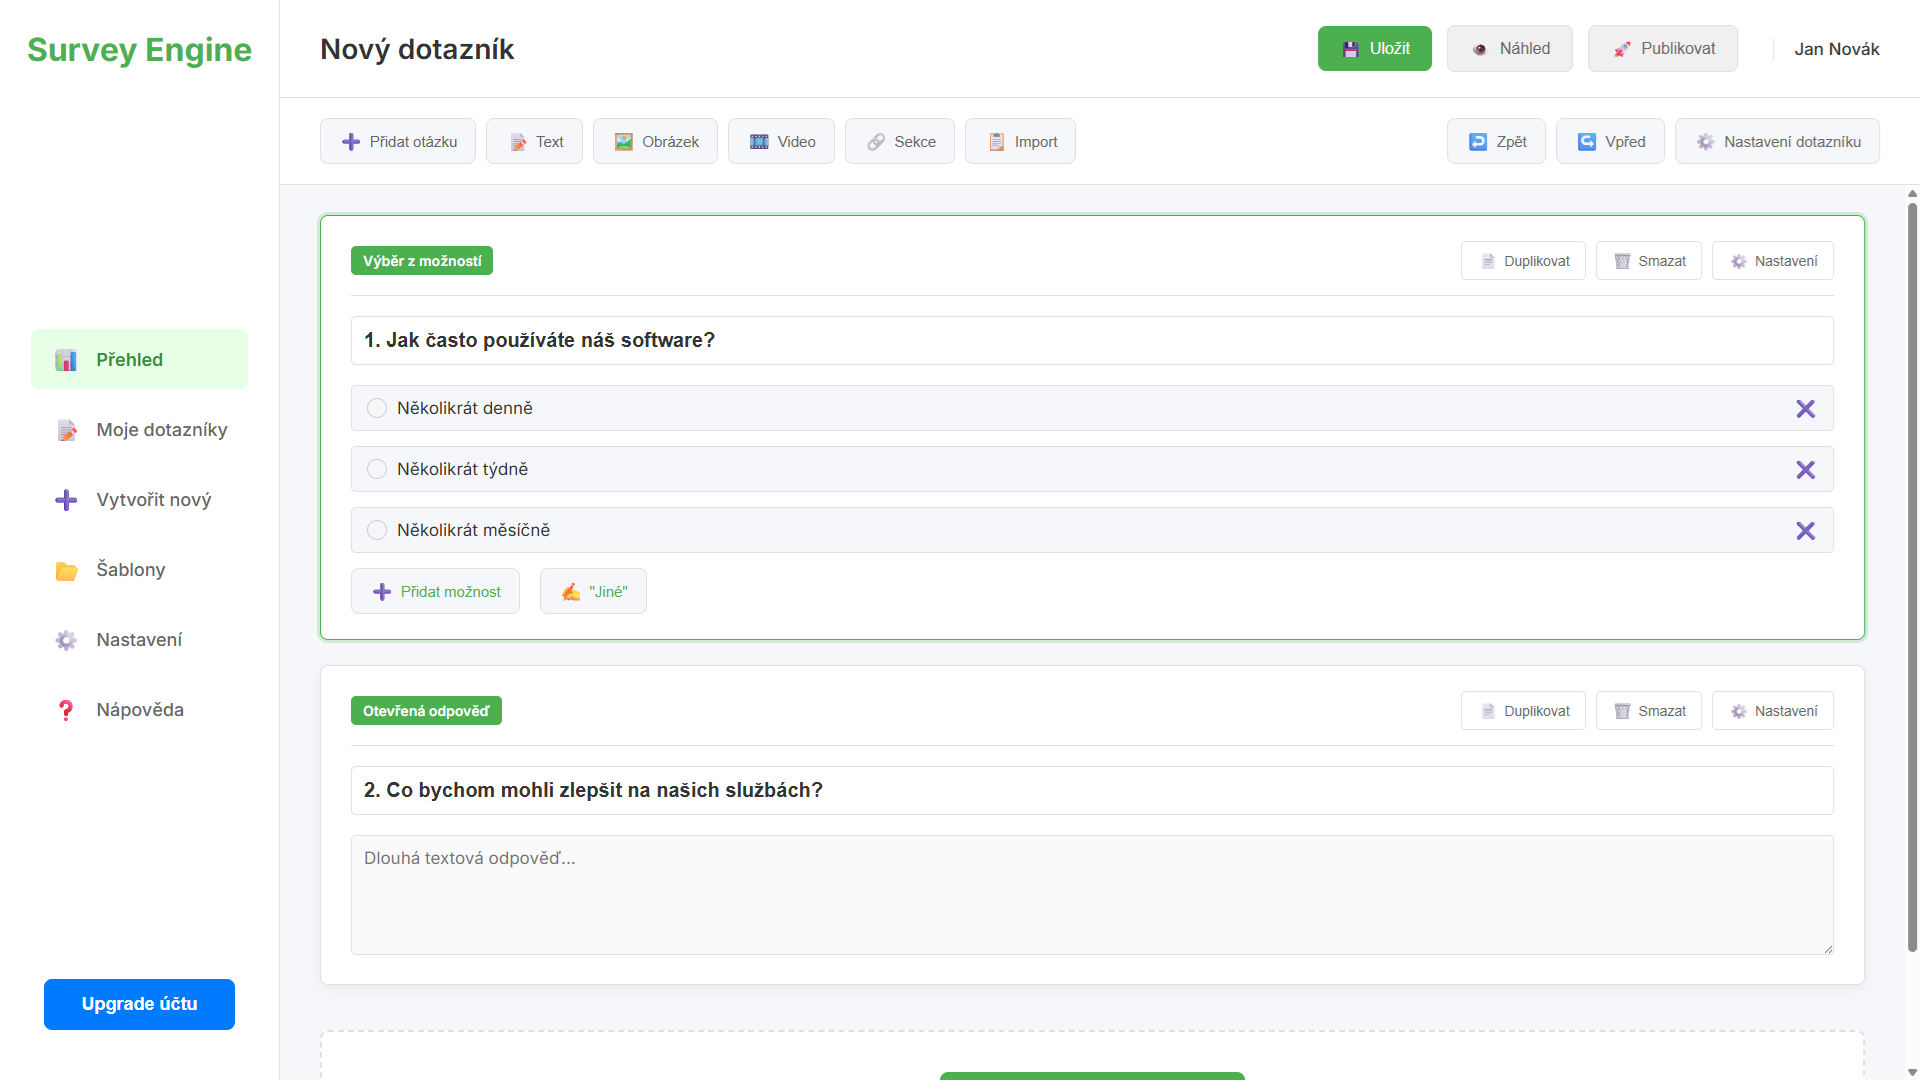 Survey Engine
Přehled
Moje dotazníky
Vytvořit nový
Šablony
Nastavení
Nápověda
Upgrade účtu
Nový dotazník
Uložit
Náhled
Publikovat
Jan Novák
Přidat otázku
Text
Obrázek
Video
Sekce
Import
Zpět
Vpřed
Nastavení dotazníku
Výběr z možností
Duplikovat
Smazat
Nastavení
1. Jak často používáte náš software?
Několikrát denně
Několikrát týdně
Několikrát měsíčně
Přidat možnost
"Jiné"
Otevřená odpověď
Duplikovat
Smazat
Nastavení
2. Co bychom mohli zlepšit na našich službách?
Dlouhá textová odpověď...